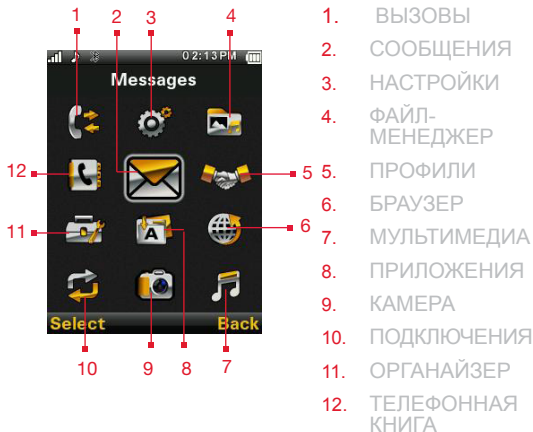 1 2 3 4
02:13PM
Messages
12
5
11
6
Select Back
10 9 8 7
1. ВЫЗОВЫ
2. СООБЩЕНИЯ
3. НАСТРОЙКИ
4. ФАЙЛ-
МЕНЕДЖЕР
5. ПРОФИЛИ
6. БРАУЗЕР
7. МУЛЬТИМЕДИА
8. ПРИЛОЖЕНИЯ
9. КАМЕРА
10. ПОДКЛЮЧЕНИЯ
11. ОРГАНАЙЗЕР
12. ТЕЛЕФОННАЯ
КНИГА